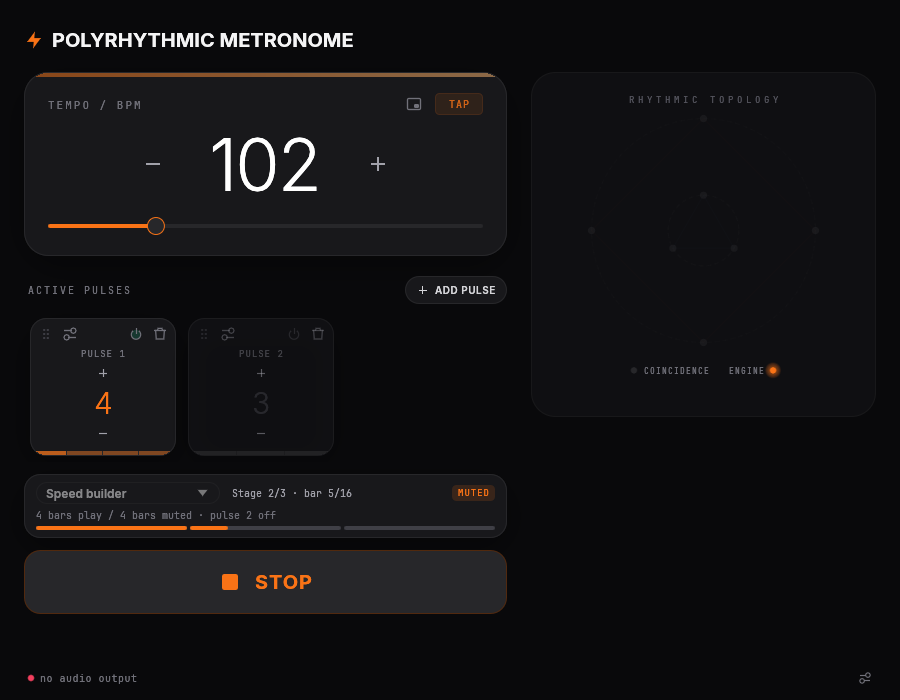 POLYRHYTHMIC METRONOME
TEMPO / BPM
TAP
− 102 +
RHYTHMIC TOPOLOGY
COINCIDENCE ENGINE
ACTIVE PULSES
+ ADD PULSE
PULSE 1
+
4
−
PULSE 2
+
3
−
Speed builder
Stage 2/3 · bar 5/16
MUTED
4 bars play / 4 bars muted · pulse 2 off
STOP
no audio output